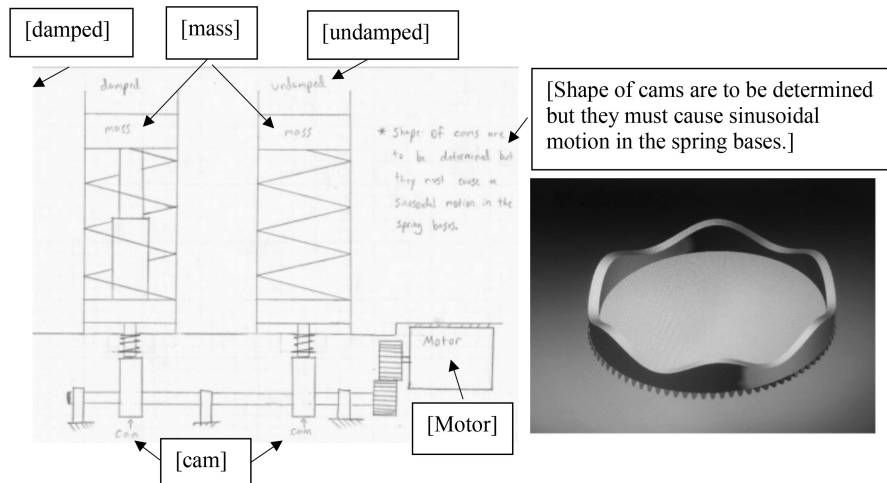 [damped]
[mass]
[undamped]
damped
undamped
mass
mass
* Shape of cams are
to be determined but
they must cause a
sinusoidal motion in the
spring bases.
[Shape of cams are to be determined
but they must cause sinusoidal
motion in the spring bases.]
Motor
cam
cam
[cam]
[Motor]